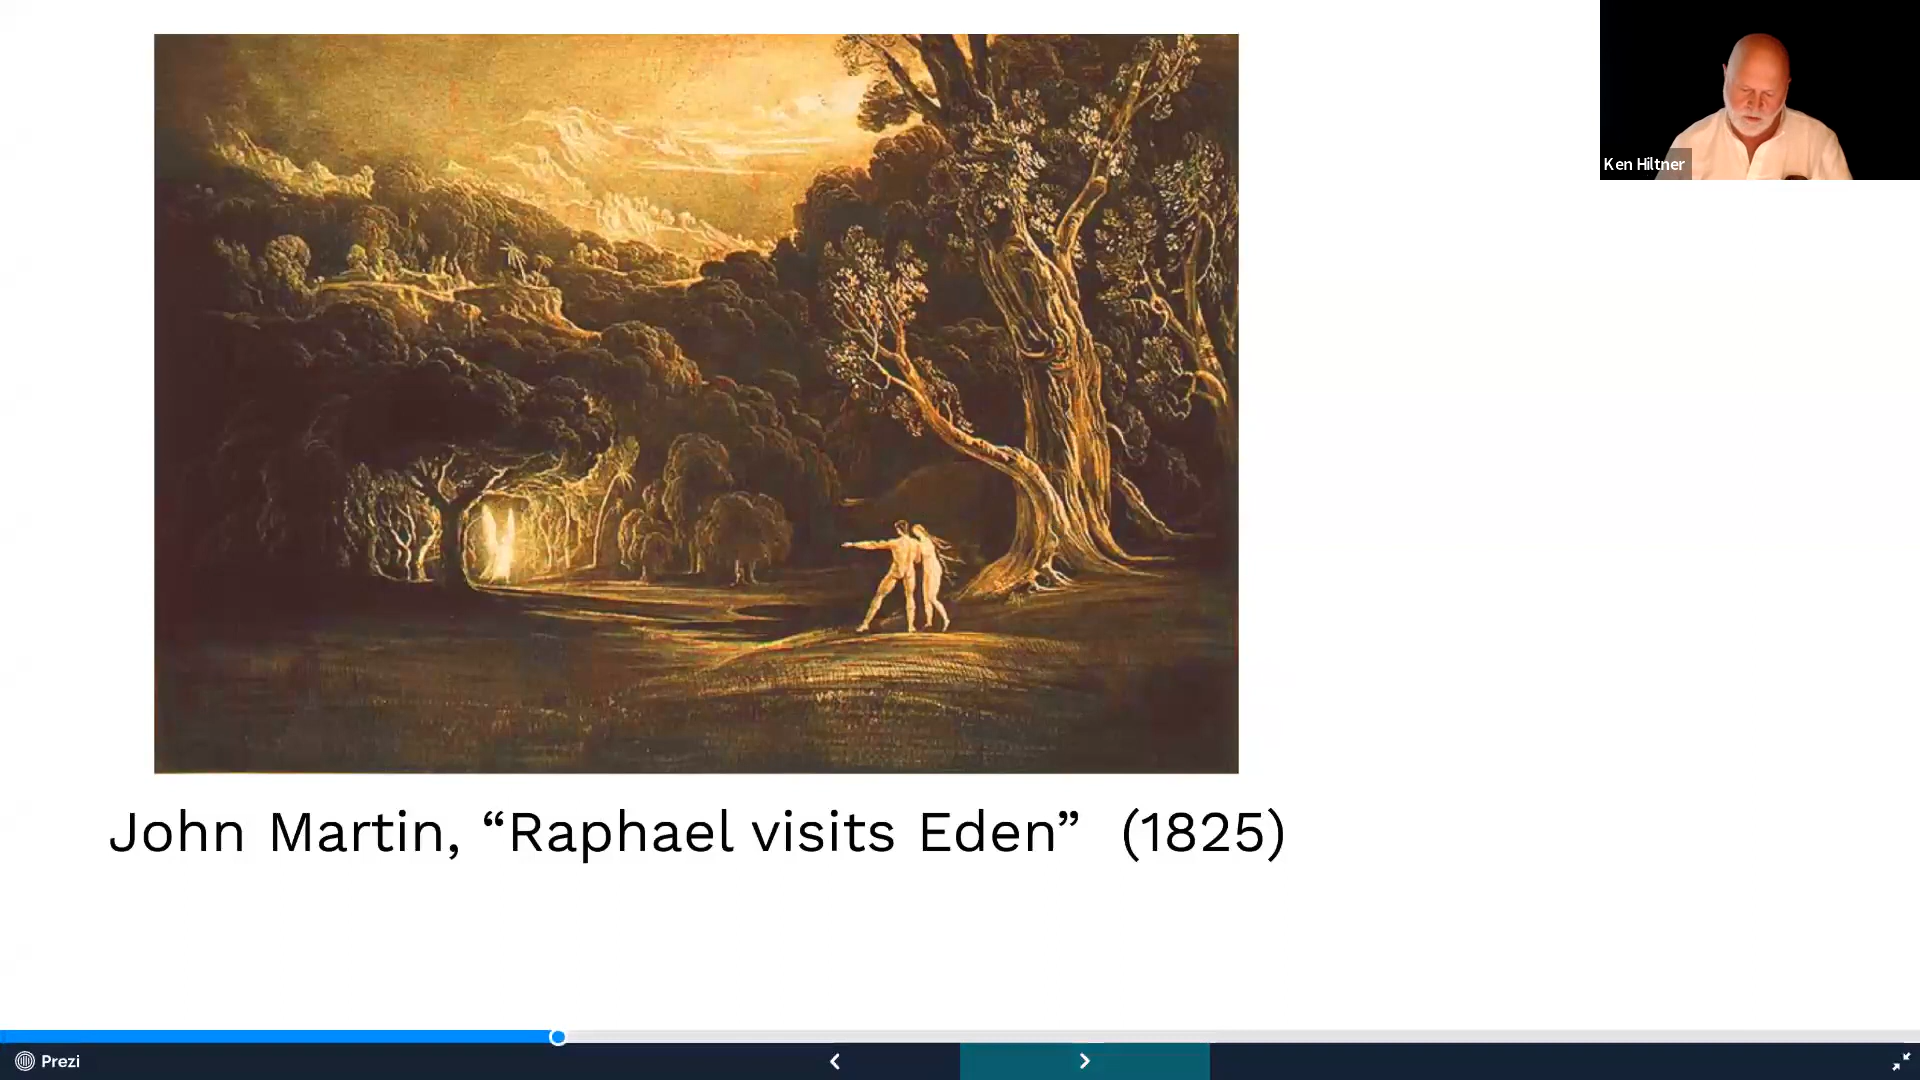 Ken Hiltner
John Martin, “Raphael visits Eden” (1825)
Prezi